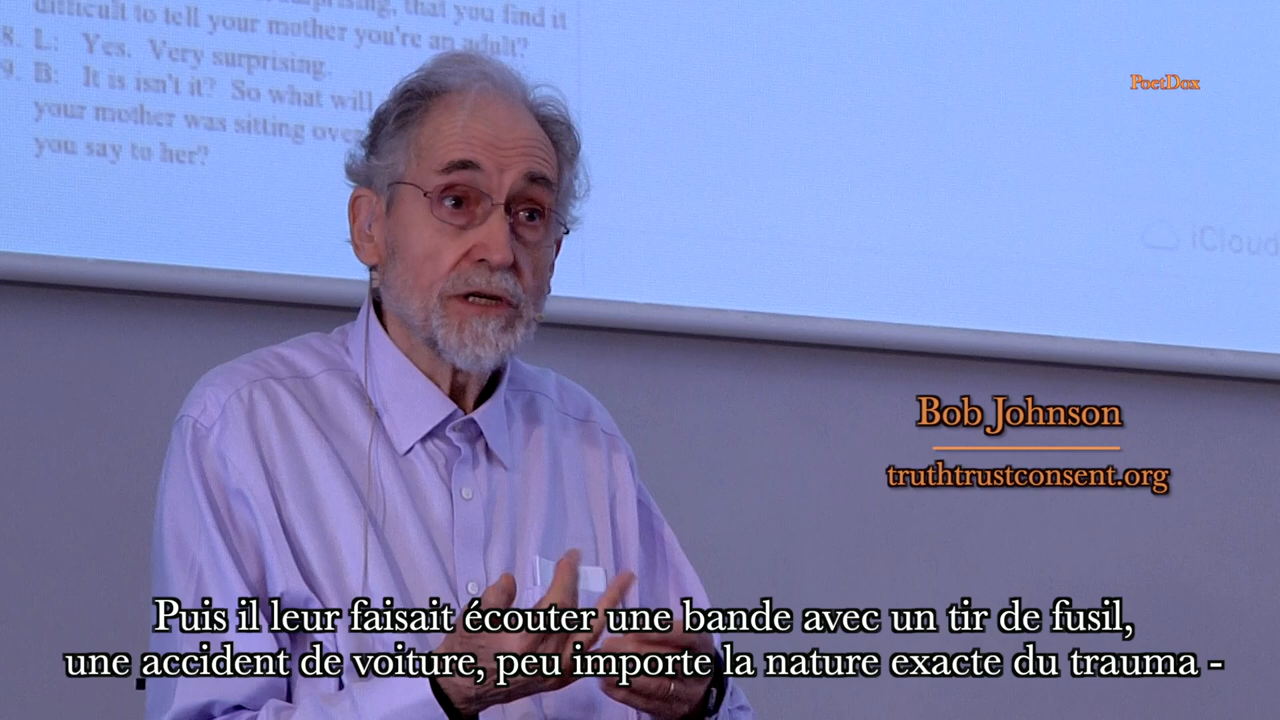 difficult to tell your mother you're an adult?
8. L: Yes. Very surprising.
9. B: It is isn't it? So what will
your mother was sitting over
you say to her?
PoetDox
iCloud
Bob Johnson
truthtrustconsent.org
Puis il leur faisait écouter une bande avec un tir de fusil,
une accident de voiture, peu importe la nature exacte du trauma -